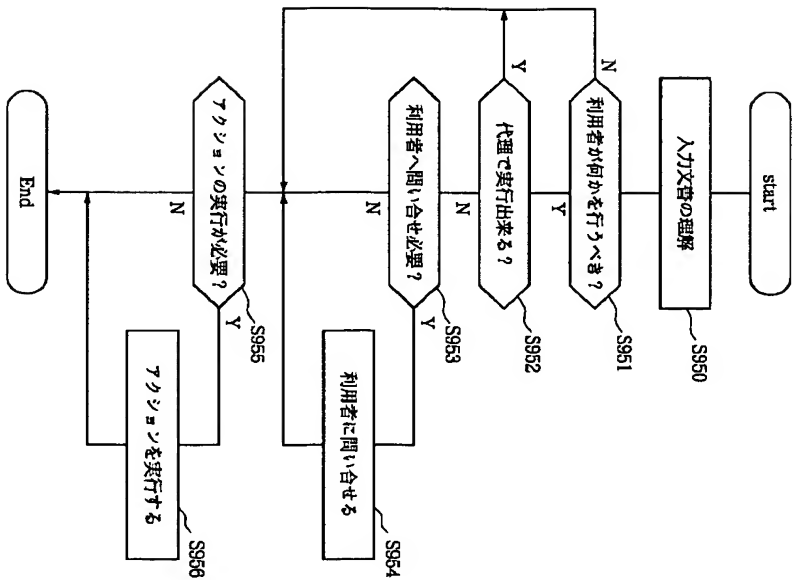 start
入力文書の理解
S950
利用者が何かを行うべき?
S951
N
Y
代理で実行出来る?
S952
Y
N
利用者へ問い合せ必要?
S953
Y
N
利用者に問い合せる
S954
アクションの実行が必要?
S955
Y
N
アクションを実行する
S956
End